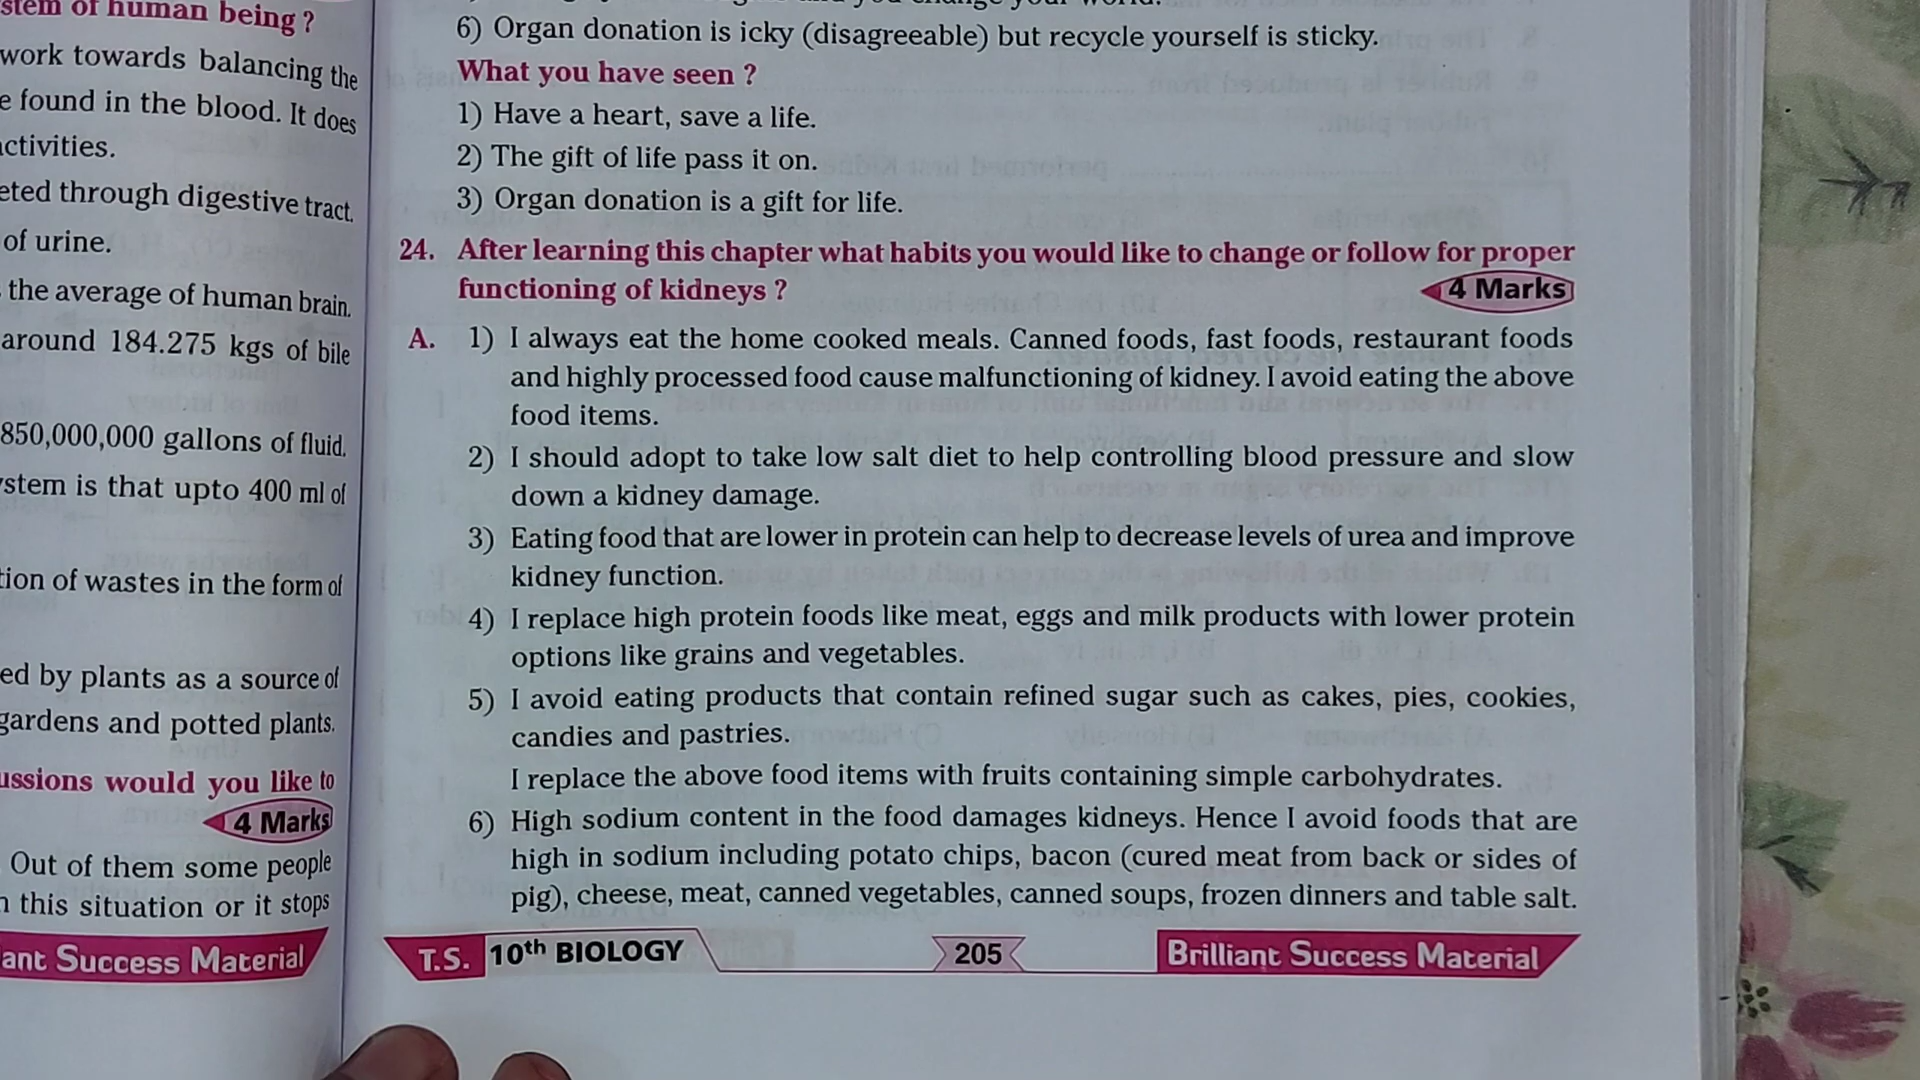 stem of human being ?
work towards balancing the
e found in the blood. It does
activities.
eted through digestive tract.
of urine.
the average of human brain.
around 184.275 kgs of bile
850,000,000 gallons of fluid.
stem is that upto 400 ml of
tion of wastes in the form of
ed by plants as a source of
gardens and potted plants.
ussions would you like to
4 Marks
Out of them some people
this situation or it stops
ant Success Material
6) Organ donation is icky (disagreeable) but recycle yourself is sticky.
What you have seen ?
1) Have a heart, save a life.
2) The gift of life pass it on.
3) Organ donation is a gift for life.
24. After learning this chapter what habits you would like to change or follow for proper
functioning of kidneys ?
4 Marks
A. 1) I always eat the home cooked meals. Canned foods, fast foods, restaurant foods
and highly processed food cause malfunctioning of kidney. I avoid eating the above
food items.
2) I should adopt to take low salt diet to help controlling blood pressure and slow
down a kidney damage.
3) Eating food that are lower in protein can help to decrease levels of urea and improve
kidney function.
4) I replace high protein foods like meat, eggs and milk products with lower protein
options like grains and vegetables.
5) I avoid eating products that contain refined sugar such as cakes, pies, cookies,
candies and pastries.
I replace the above food items with fruits containing simple carbohydrates.
6) High sodium content in the food damages kidneys. Hence I avoid foods that are
high in sodium including potato chips, bacon (cured meat from back or sides of
pig), cheese, meat, canned vegetables, canned soups, frozen dinners and table salt.
T.S. 10th BIOLOGY
205
Brilliant Success Material